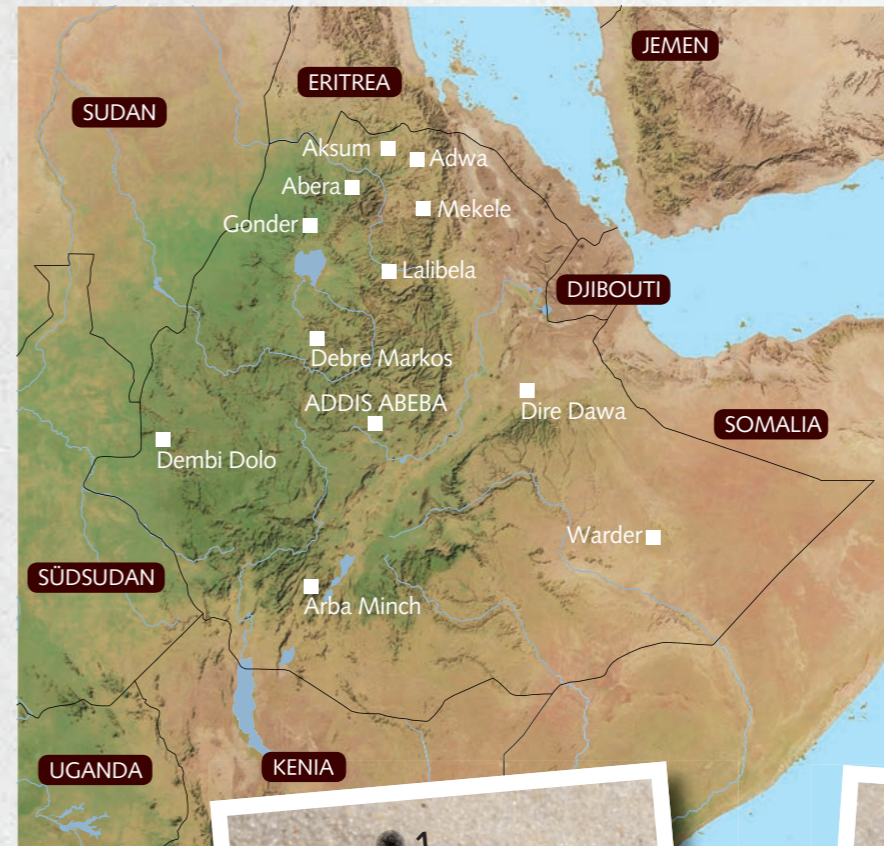 JEMEN
ERITREA
SUDAN
Aksum
Adwa
Abera
Mekele
Gonder
Lalibela
DJIBOUTI
Debre Markos
ADDIS ABEBA
Dire Dawa
SOMALIA
Dembi Dolo
Warder
SÜDSUDAN
Arba Minch
UGANDA
KENIA
1